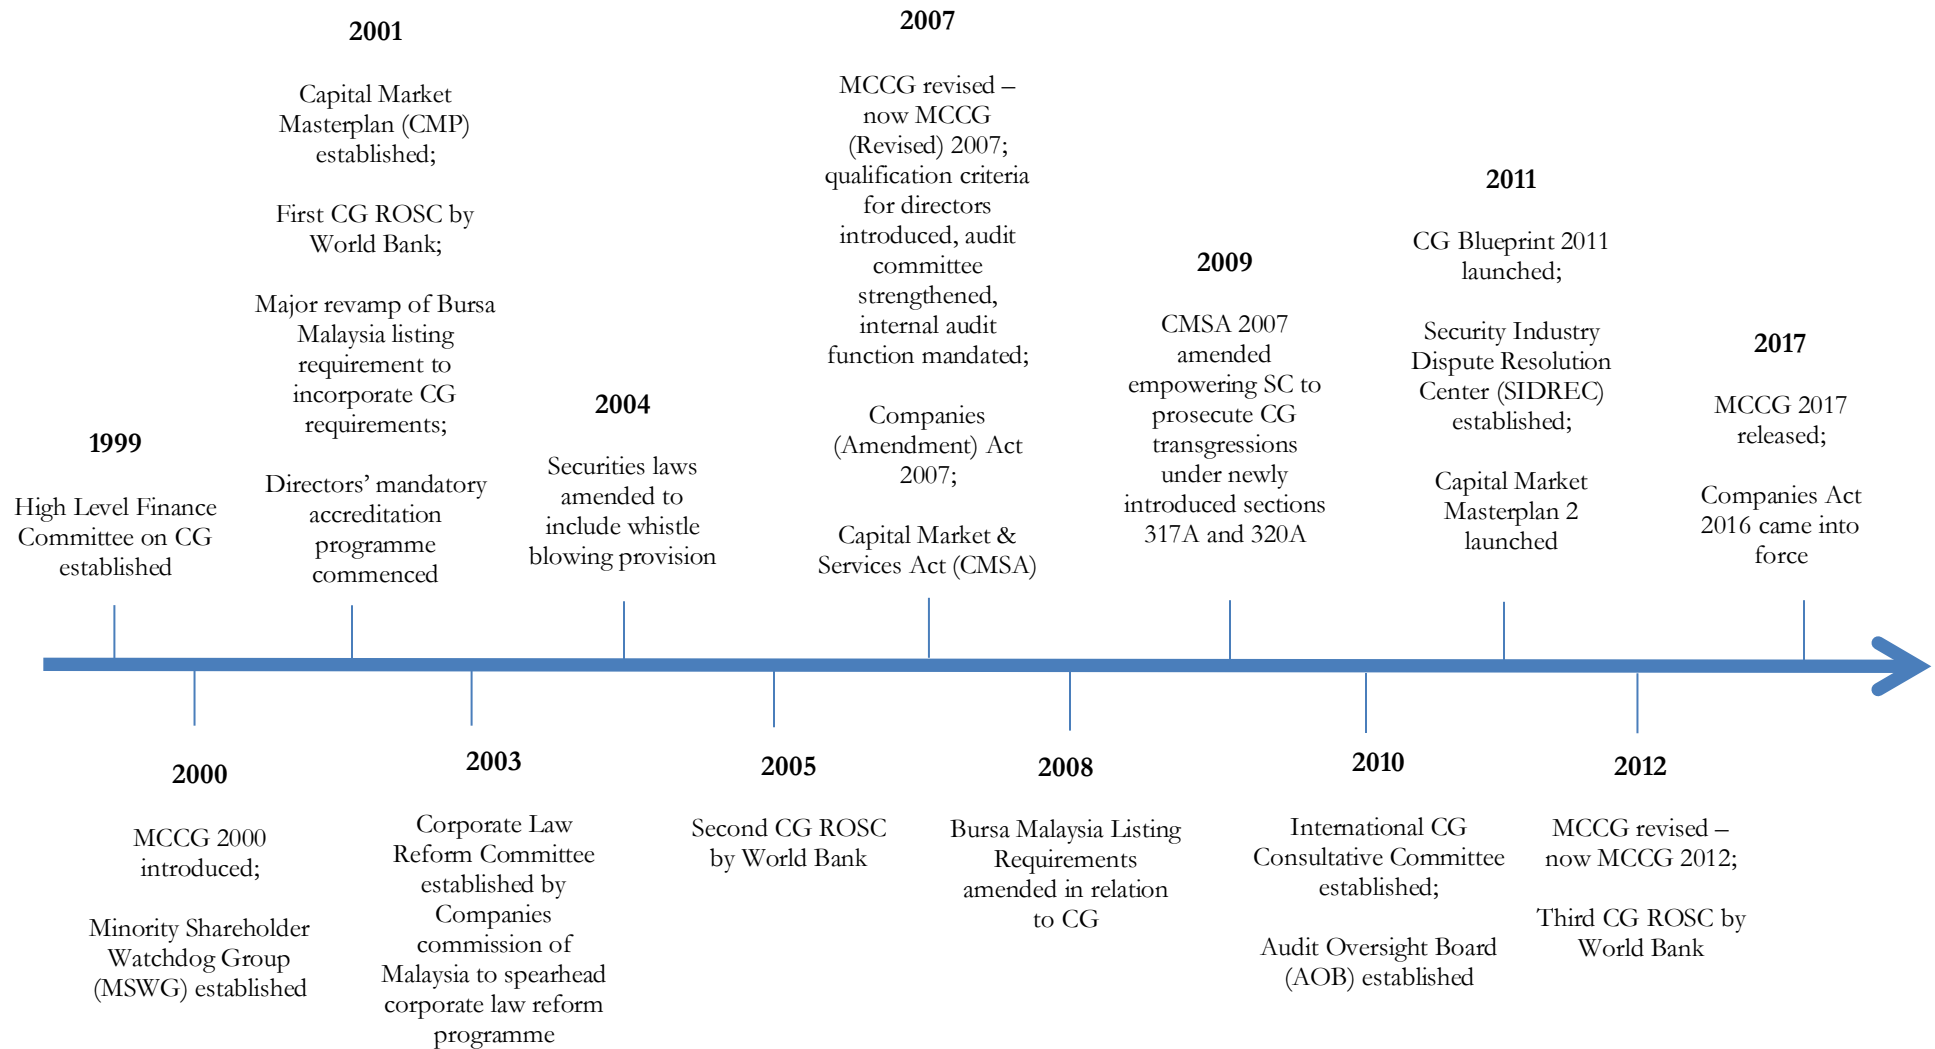 1999
High Level Finance
Committee on CG
established
2000
MCCG 2000
introduced;
Minority Shareholder
Watchdog Group
(MSWG) established
2001
Capital Market
Masterplan (CMP)
established;
First CG ROSC by
World Bank;
Major revamp of Bursa
Malaysia listing
requirement to
incorporate CG
requirements;
Directors’ mandatory
accreditation
programme
commenced
2003
Corporate Law
Reform Committee
established by
Companies
commission of
Malaysia to spearhead
corporate law reform
programme
2004
Securities laws
amended to
include whistle
blowing provision
2005
Second CG ROSC
by World Bank
2007
MCCG revised –
now MCCG
(Revised) 2007;
qualification criteria
for directors
introduced, audit
committee
strengthened,
internal audit
function mandated;
Companies
(Amendment) Act
2007;
Capital Market &
Services Act (CMSA)
2008
Bursa Malaysia Listing
Requirements
amended in relation
to CG
2009
CMSA 2007
amended
empowering SC to
prosecute CG
transgressions
under newly
introduced sections
317A and 320A
2010
International CG
Consultative Committee
established;
Audit Oversight Board
(AOB) established
2011
CG Blueprint 2011
launched;
Security Industry
Dispute Resolution
Center (SIDREC)
established;
Capital Market
Masterplan 2
launched
2012
MCCG revised –
now MCCG 2012;
Third CG ROSC by
World Bank
2017
MCCG 2017
released;
Companies Act
2016 came into
force